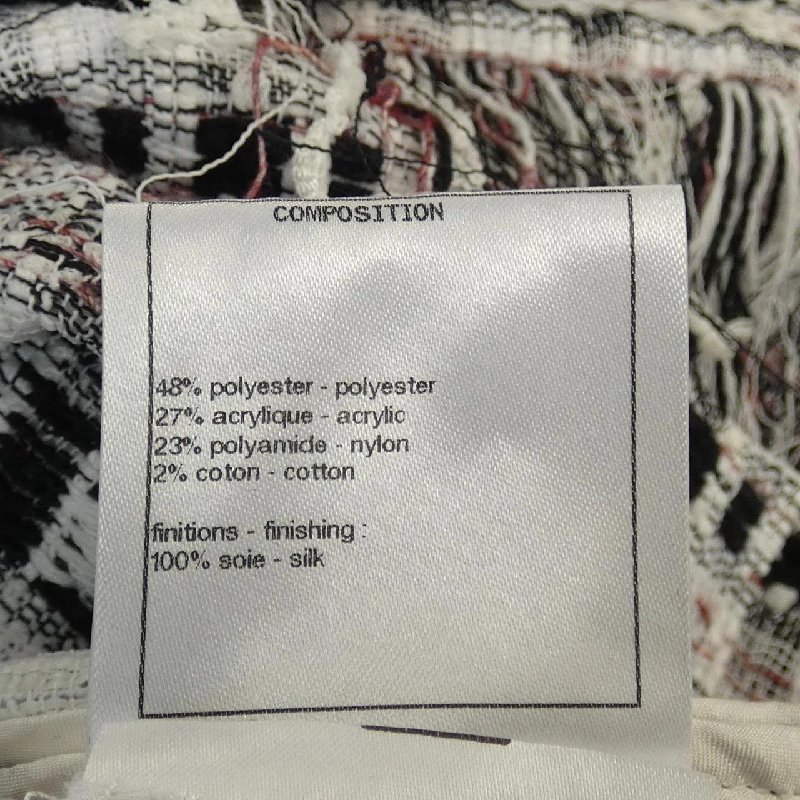 COMPOSITION
48% polyester - polyester
27% acrylique - acrylic
23% polyamide - nylon
2% coton - cotton
finitions - finishing :
100% soie - silk